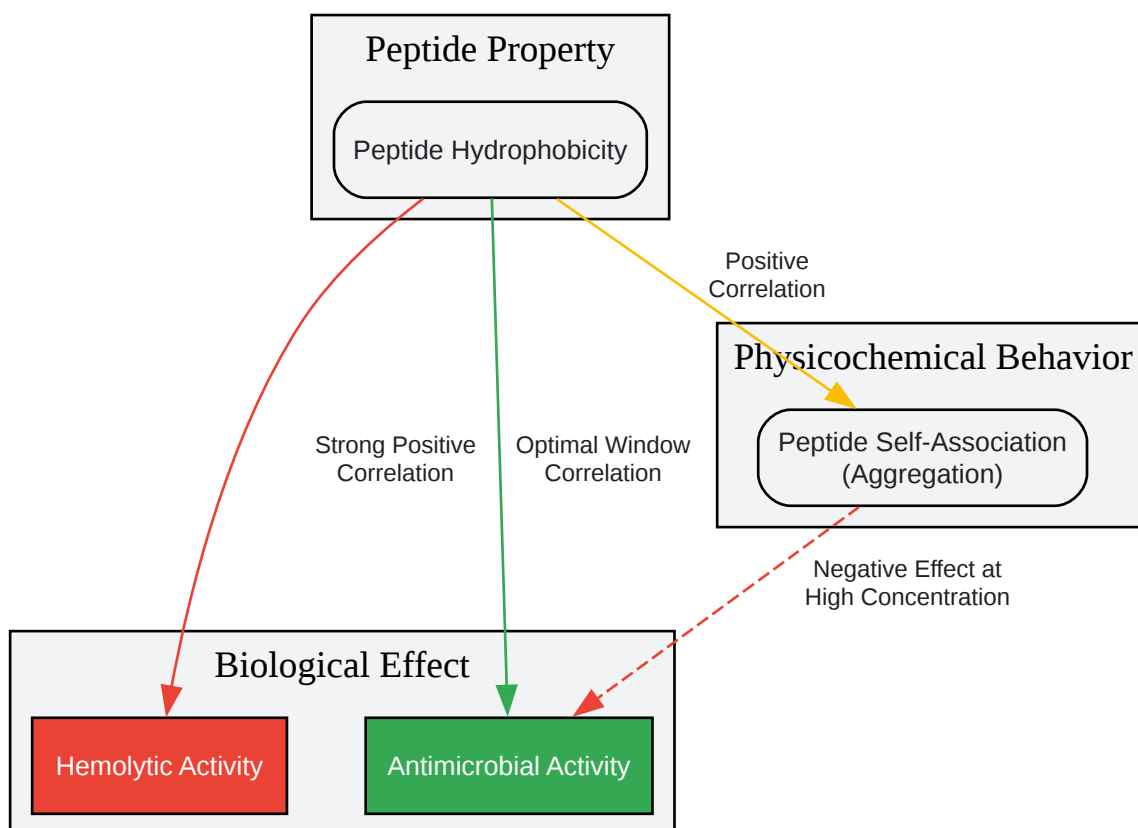 Peptide Property
Peptide Hydrophobicity
Positive
Correlation
Physicochemical Behavior
Peptide Self-Association
(Aggregation)
Strong Positive
Correlation
Optimal Window
Correlation
Negative Effect at
High Concentration
Biological Effect
Hemolytic Activity
Antimicrobial Activity